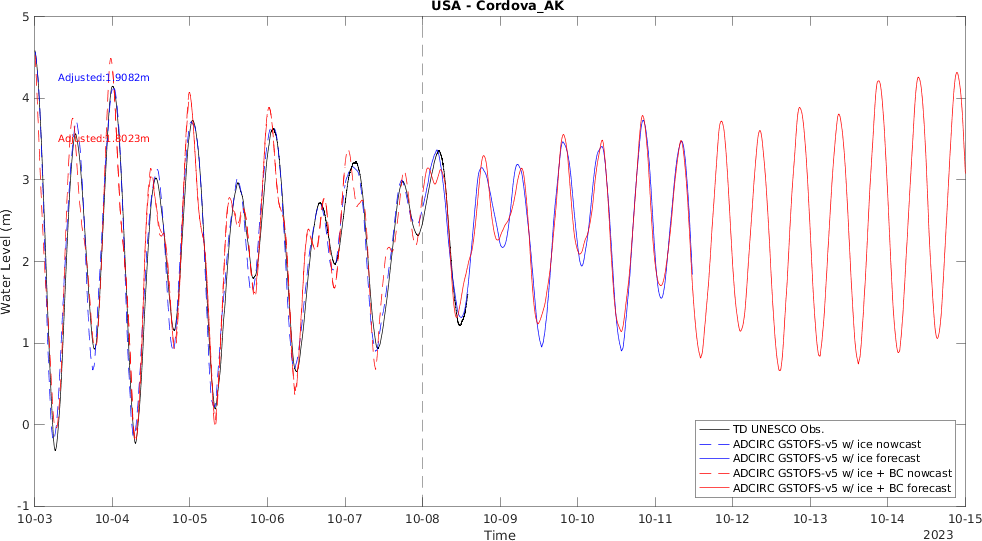 USA - Cordova_AK
Water Level (m)
5
4
3
2
1
0
-1
Adjusted:1.9082m
Adjusted:1.8023m
TD UNESCO Obs.
ADCIRC GSTOFS-v5 w/ ice nowcast
ADCIRC GSTOFS-v5 w/ ice forecast
ADCIRC GSTOFS-v5 w/ ice + BC nowcast
ADCIRC GSTOFS-v5 w/ ice + BC forecast
10-03 10-04 10-05 10-06 10-07 10-08 10-09 10-10 10-11 10-12 10-13 10-14 10-15
Time
2023